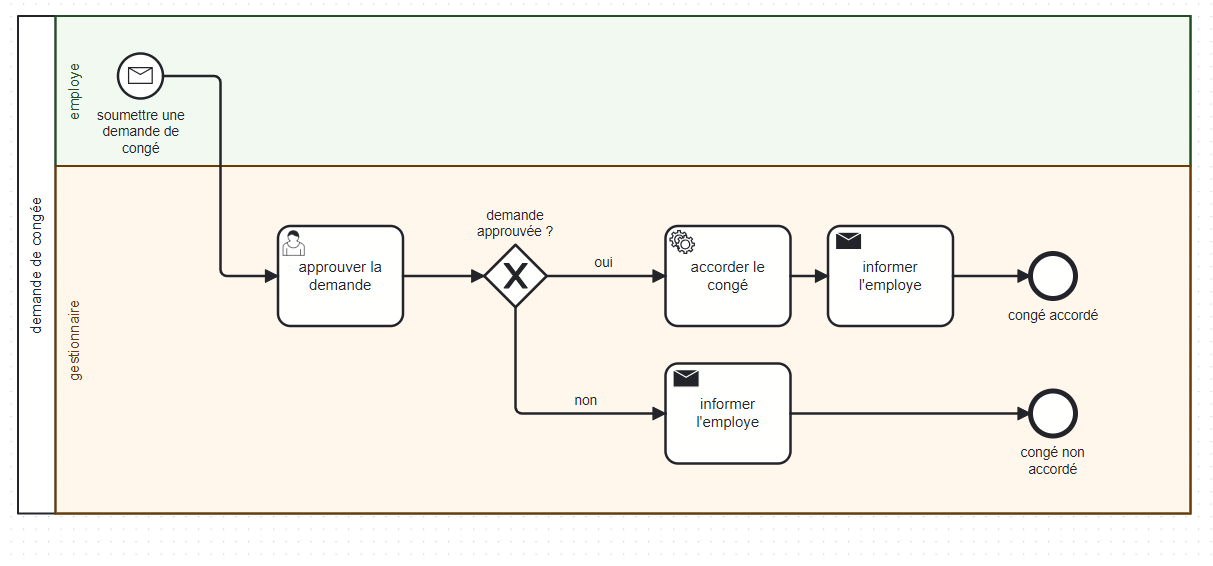 demande de congée
employe
soumettre une
demande de
congé
gestionnaire
approuver la
demande
demande
approuvée ?
oui
accorder le
congé
informer
l'employe
congé accordé
non
informer
l'employe
congé non
accordé